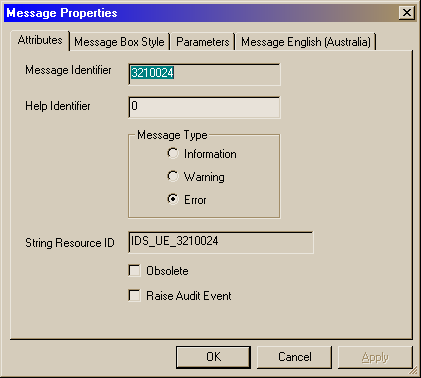 Message Properties
Attributes Message Box Style Parameters Message English (Australia)
Message Identifier 3210024
Help Identifier 0
Message Type
Information
Warning
Error
String Resource ID IDS_UE_3210024
Obsolete
Raise Audit Event
OK Cancel Apply